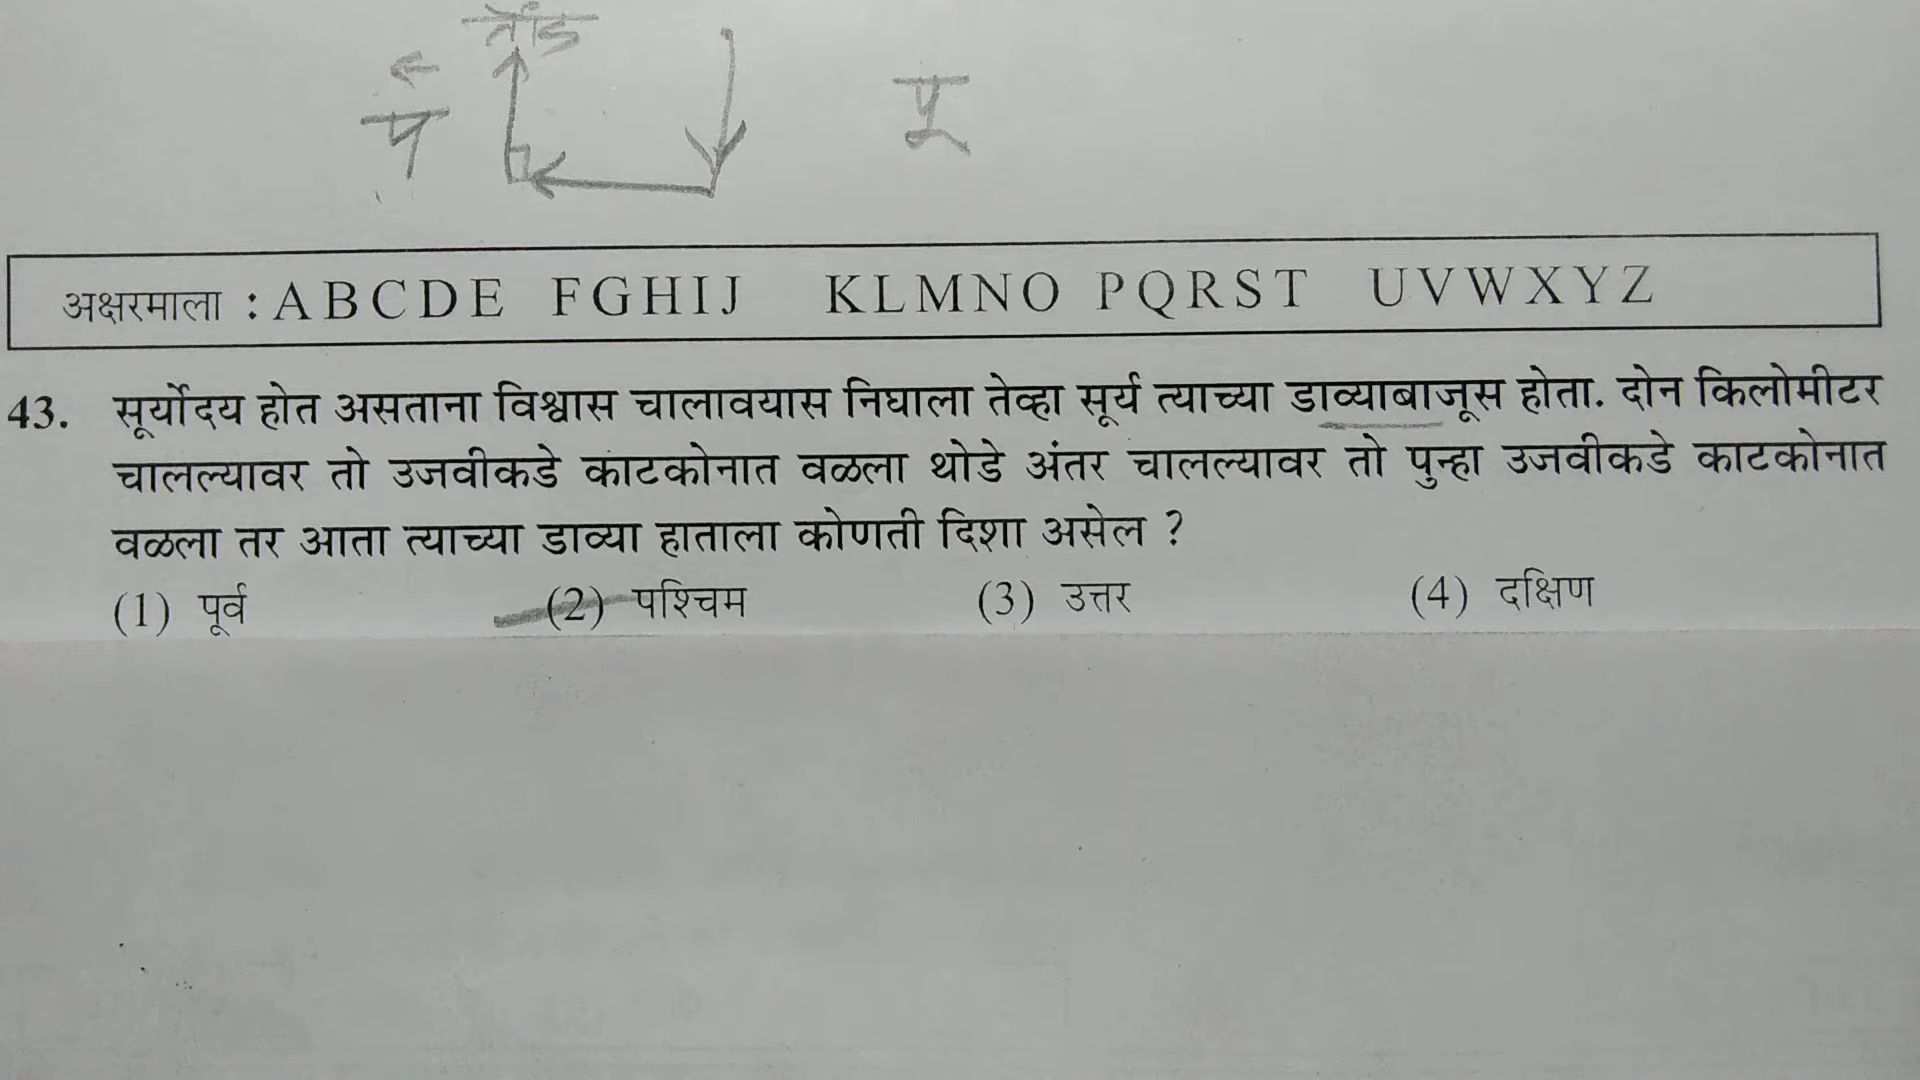 तोंड
प पू
अक्षरमाला : A B C D E F G H I J K L M N O P Q R S T U V W X Y Z
43. सूर्योदय होत असताना विश्वास चालावयास निघाला तेव्हा सूर्य त्याच्या डाव्याबाजूस होता. दोन किलोमीटर
चालल्यावर तो उजवीकडे काटकोनात वळला थोडे अंतर चालल्यावर तो पुन्हा उजवीकडे काटकोनात
वळला तर आता त्याच्या डाव्या हाताला कोणती दिशा असेल ?
(1) पूर्व (2) पश्चिम (3) उत्तर (4) दक्षिण